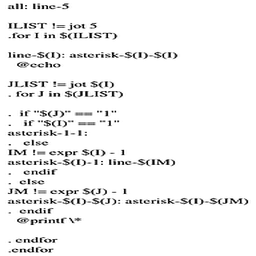 all: line-5
ILIST != jot 5
.for I in $(ILIST)
line-$(I): asterisk-$(I)-$(I)
@echo
JLIST != jot $(I)
. for J in $(JLIST)
. if "$(J)" == "1"
. if "$(I)" == "1"
asterisk-1-1:
. else
IM != expr $(I) - 1
asterisk-$(I)-1: line-$(IM)
. endif
. else
JM != expr $(J) - 1
asterisk-$(I)-$(J): asterisk-$(I)-$(JM)
. endif
@printf \*
. endfor
.endfor